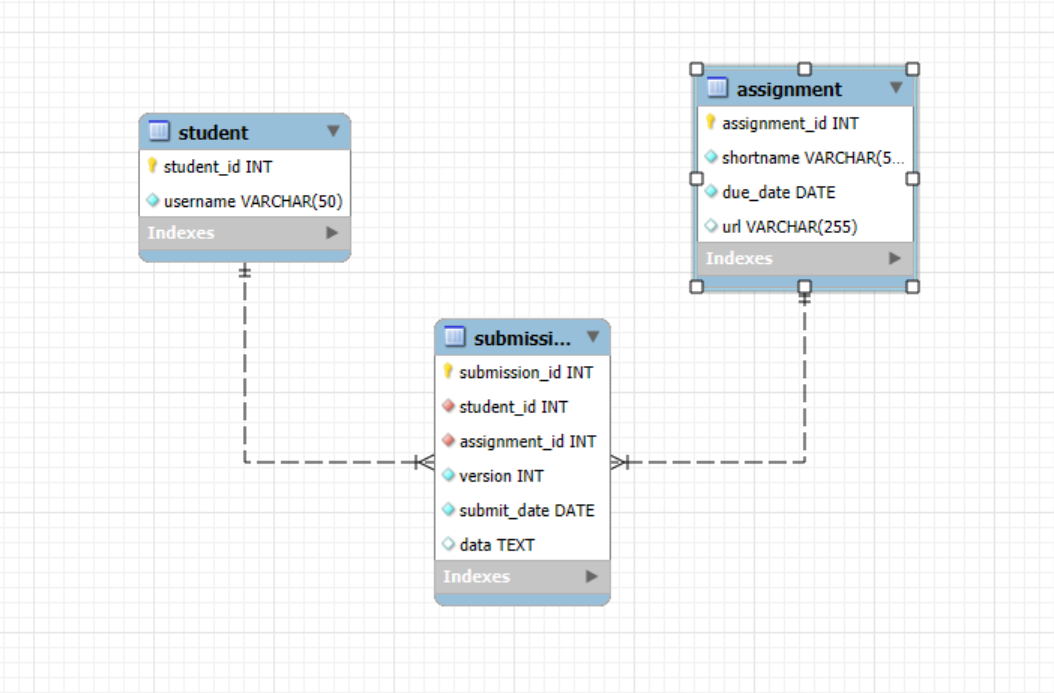 student
student_id INT
username VARCHAR(50)
Indexes
assignment
assignment_id INT
shortname VARCHAR(5...
due_date DATE
url VARCHAR(255)
Indexes
submissi...
submission_id INT
student_id INT
assignment_id INT
version INT
submit_date DATE
data TEXT
Indexes